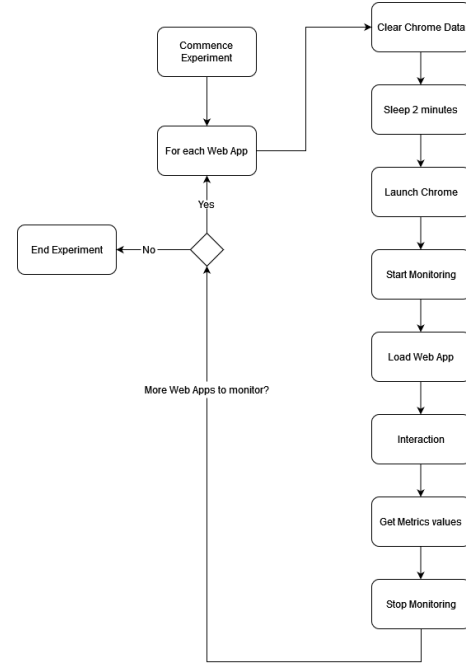 Commence
Experiment
For each Web App
Clear Chrome Data
Sleep 2 minutes
Launch Chrome
Start Monitoring
Load Web App
Interaction
Get Metrics values
Stop Monitoring
More Web Apps to monitor?
Yes
No
End Experiment